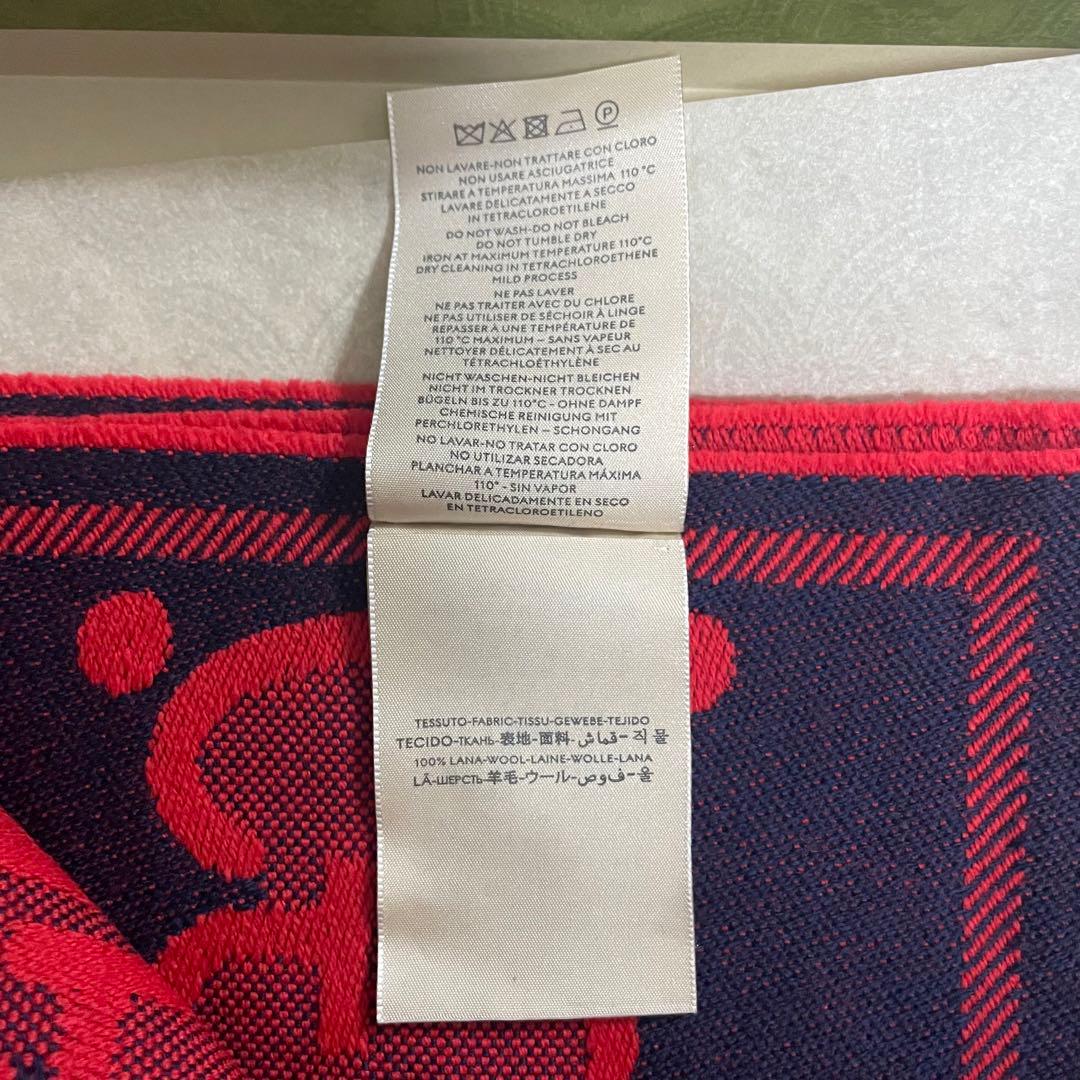 P
NON LAVARE-NON TRATTARE CON CLORO
NON USARE ASCIUGATRICE
STIRARE A TEMPERATURA MASSIMA 110 °C
LAVARE DELICATAMENTE A SECCO
IN TETRACLOROETILENE
DO NOT WASH-DO NOT BLEACH
DO NOT TUMBLE DRY
IRON AT MAXIMUM TEMPERATURE 110°C
DRY CLEANING IN TETRACHLOROETHENE
MILD PROCESS
NE PAS LAVER
NE PAS TRAITER AVEC DU CHLORE
NE PAS UTILISER DE SÉCHOIR À LINGE
REPASSER À UNE TEMPÉRATURE DE
110 °C MAXIMUM – SANS VAPEUR
NETTOYER DÉLICATEMENT À SEC AU
TÉTRACHLOÉTHYLÈNE
NICHT WASCHEN-NICHT BLEICHEN
NICHT IM TROCKNER TROCKNEN
BÜGELN BIS ZU 110°C - OHNE DAMPF
CHEMISCHE REINIGUNG MIT
PERCHLORETHYLEN – SCHONGANG
NO LAVAR-NO TRATAR CON CLORO
NO UTILIZAR SECADORA
PLANCHAR A TEMPERATURA MÁXIMA
110° - SIN VAPOR
LAVAR DELICADAMENTE EN SECO
EN TETRACLOROETILENO
TESSUTO-FABRIC-TISSU-GEWEBE-TEJIDO
TECIDO-ТКАНЬ-表地-面料-قماش-직물
100% LANA-WOOL-LAINE-WOLLE-LANA
LÃ-ШЕРСТЬ-羊毛-ウール-صوف-울